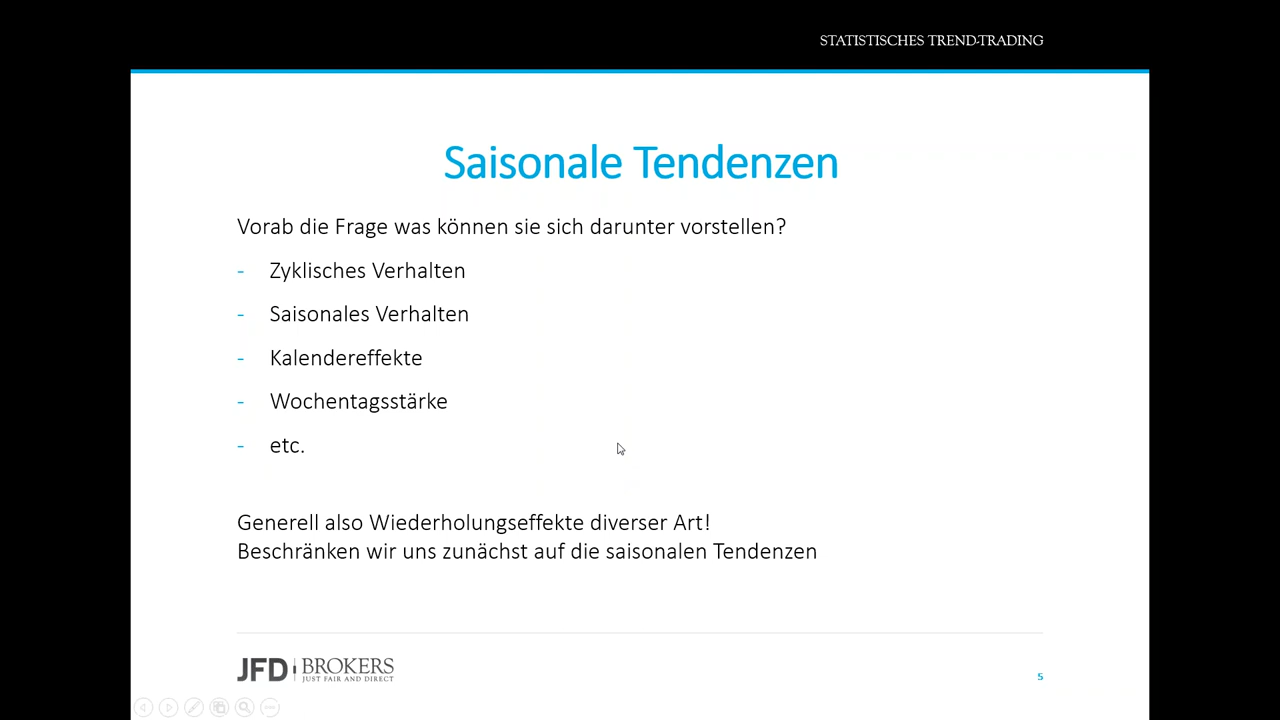 STATISTISCHES TREND-TRADING
Saisonale Tendenzen
Vorab die Frage was können sie sich darunter vorstellen?
- Zyklisches Verhalten
- Saisonales Verhalten
- Kalendereffekte
- Wochentagsstärke
- etc.
Generell also Wiederholungseffekte diverser Art!
Beschränken wir uns zunächst auf die saisonalen Tendenzen
JFD BROKERS
JUST FAIR AND DIRECT
5